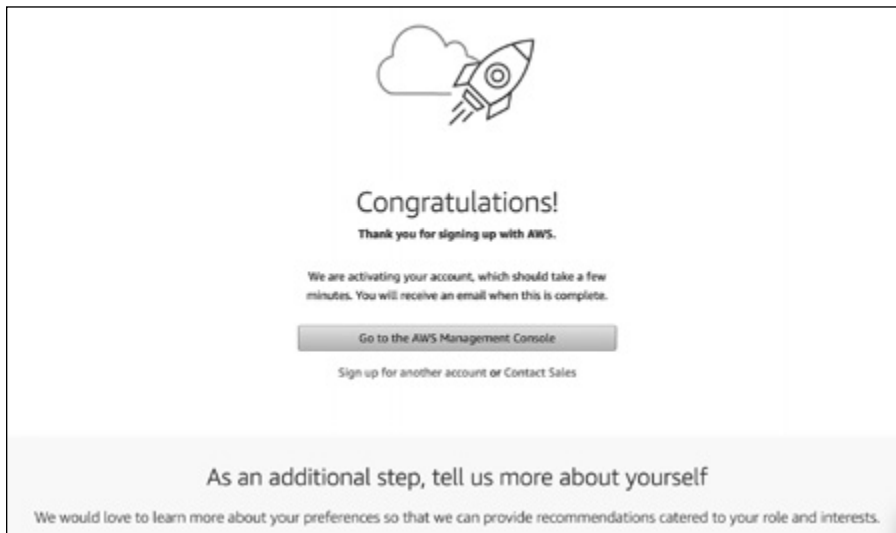 Congratulations!
Thank you for signing up with AWS.
We are activating your account, which should take a few
minutes. You will receive an email when this is complete.
Go to the AWS Management Console
Sign up for another account or Contact Sales
As an additional step, tell us more about yourself
We would love to learn more about your preferences so that we can provide recommendations catered to your role and interests.